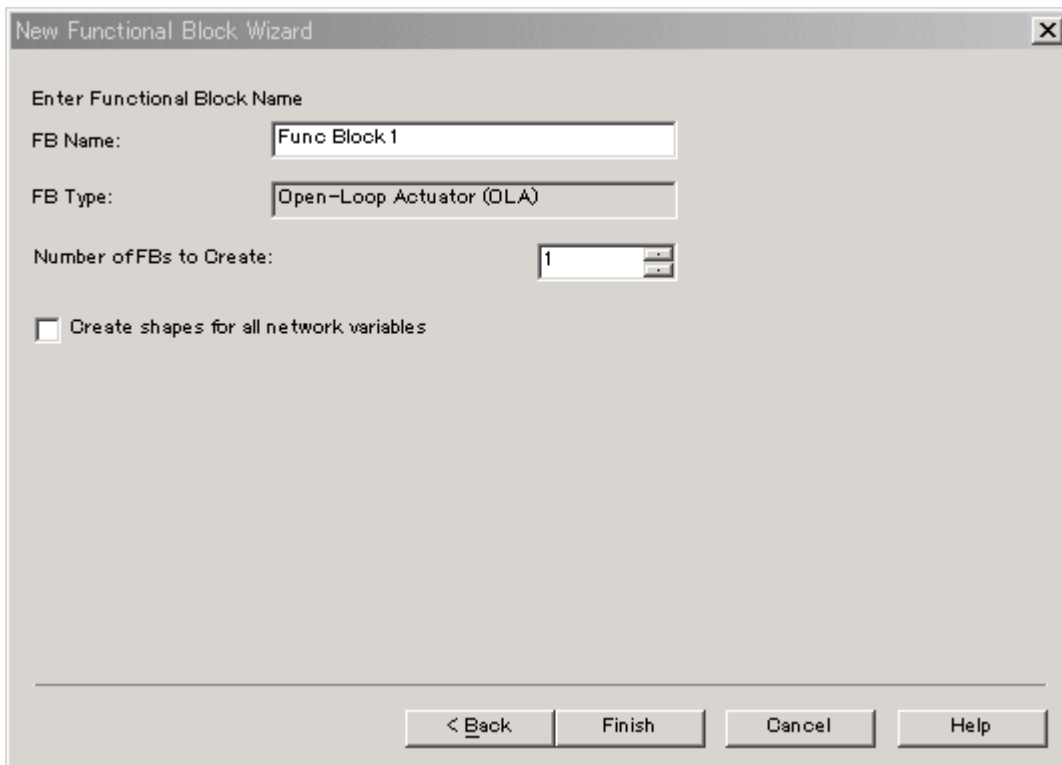 New Functional Block Wizard
Enter Functional Block Name
FB Name:
Func Block 1
FB Type:
Open-Loop Actuator (OLA)
Number of FBs to Create:
1
Create shapes for all network variables
< Back
Finish
Cancel
Help